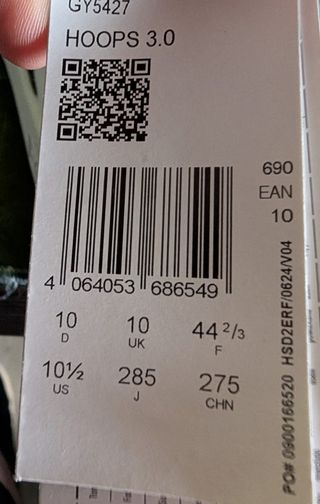 GY5427
HOOPS 3.0
690
EAN
10
4 064053 686549
10 10 44 2/3
D UK F
10½ 285 275
US J CHN
PO# 0900166520 HSD2ERF/0624/V04